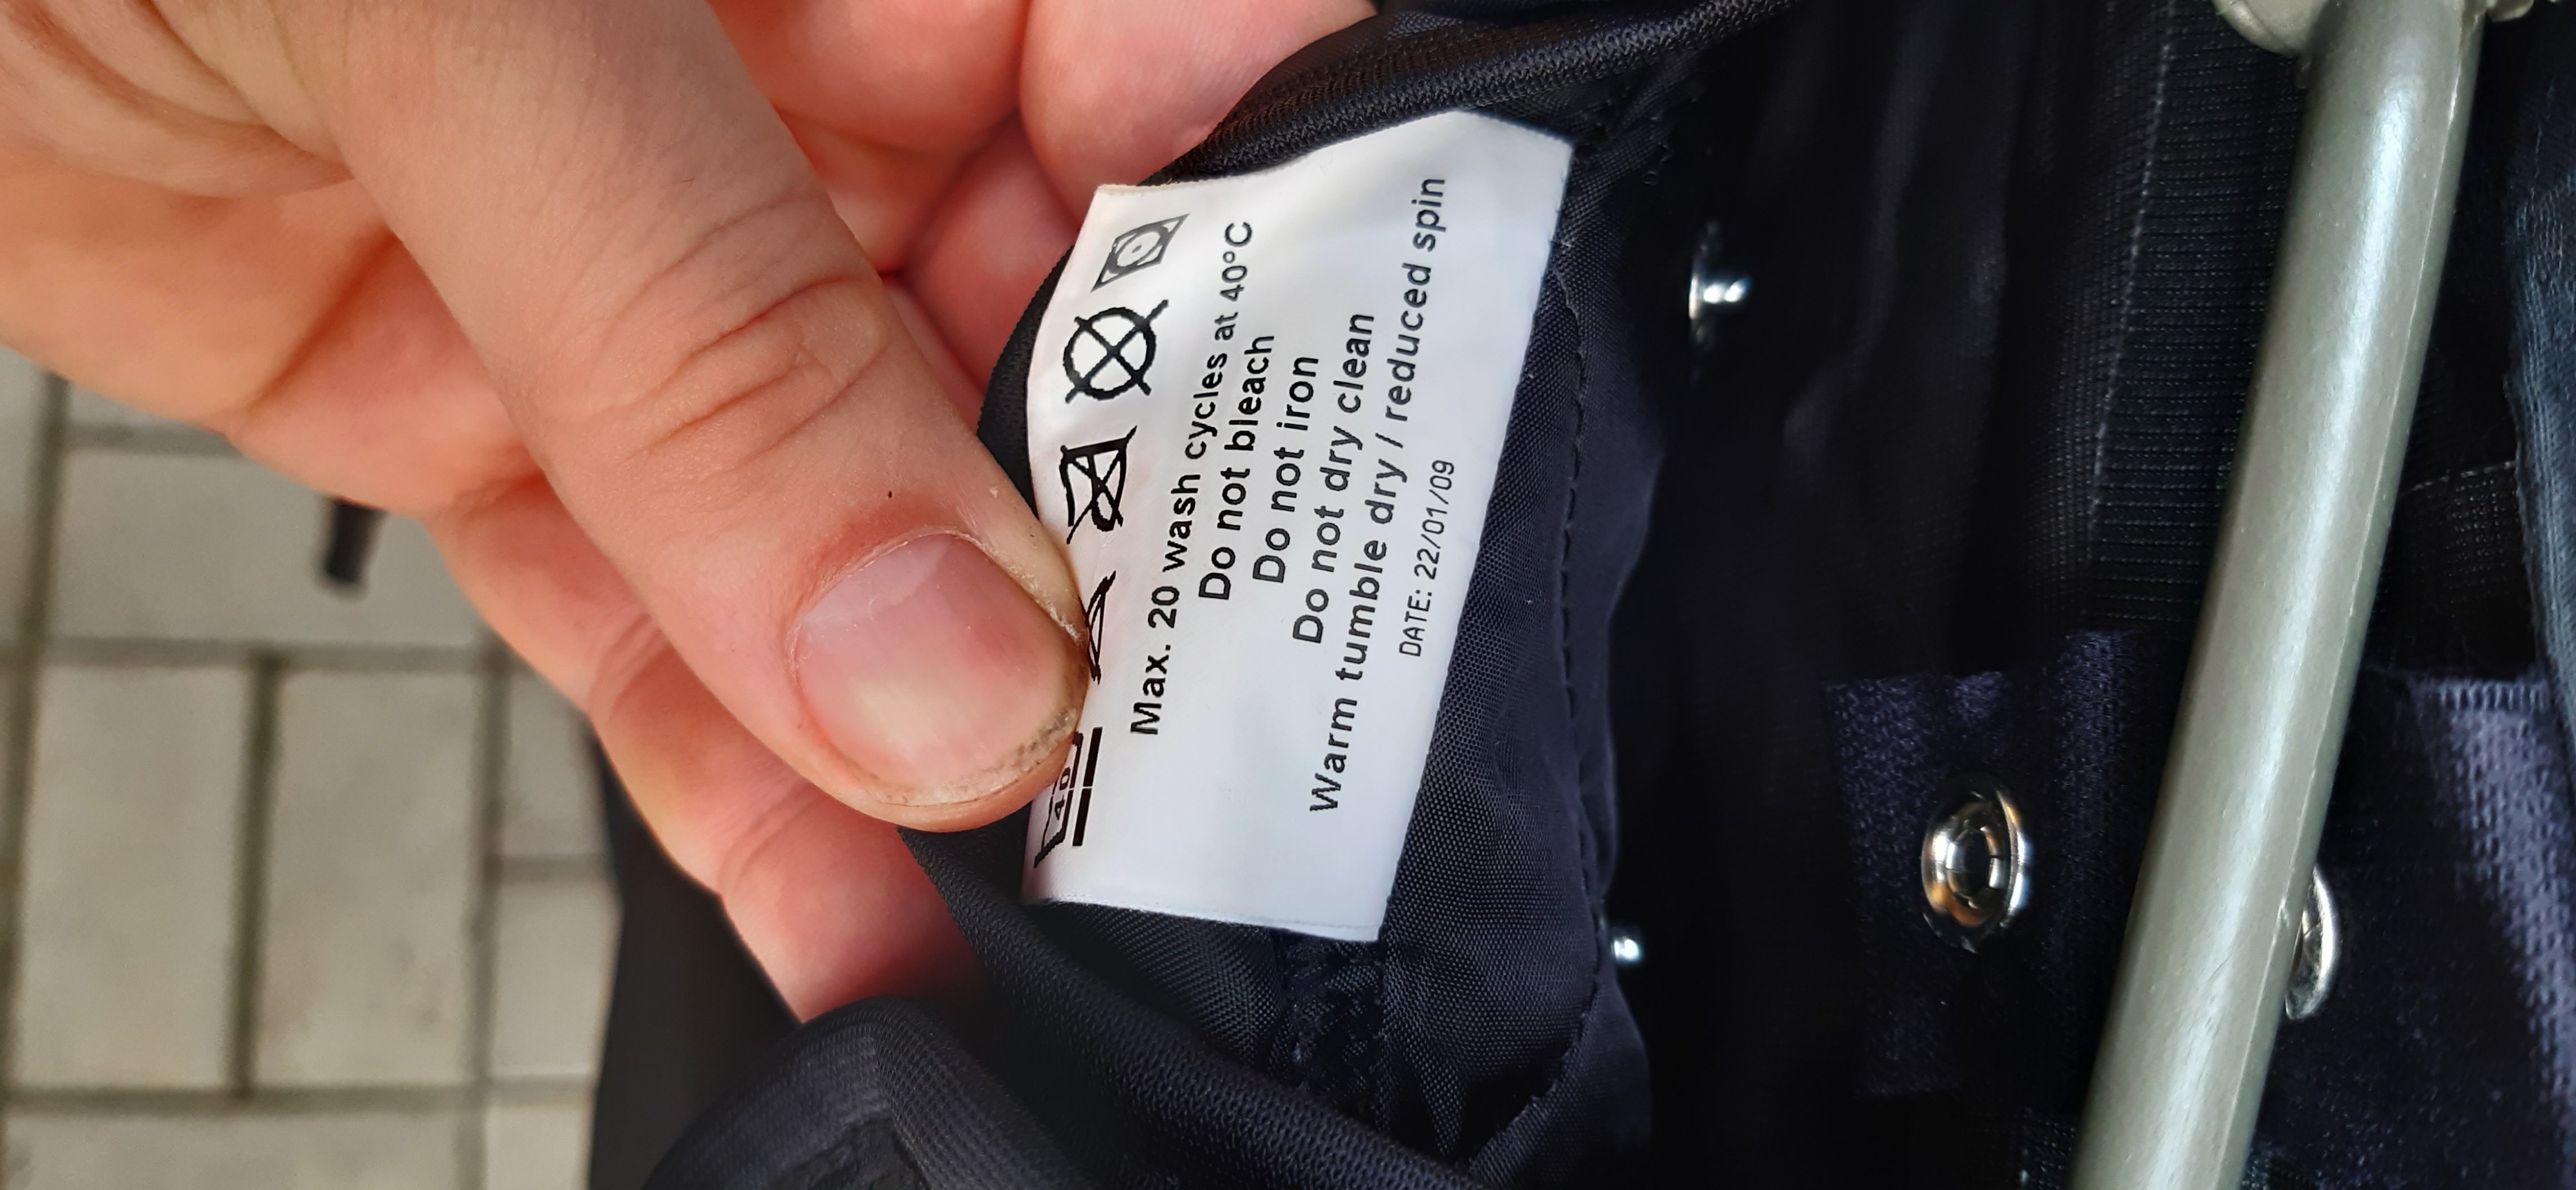 40
Max. 20 wash cycles at 40°C
Do not bleach
Do not iron
Do not dry clean
Warm tumble dry / reduced spin
DATE: 22/01/09